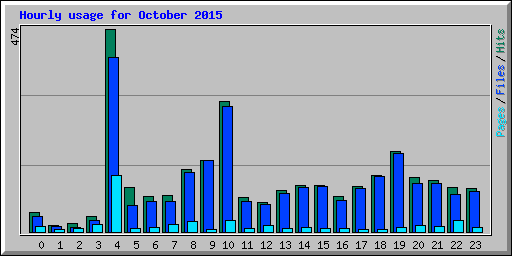 Hourly usage for October 2015
474
Pages / Files / Hits
0 1 2 3 4 5 6 7 8 9 10 11 12 13 14 15 16 17 18 19 20 21 22 23